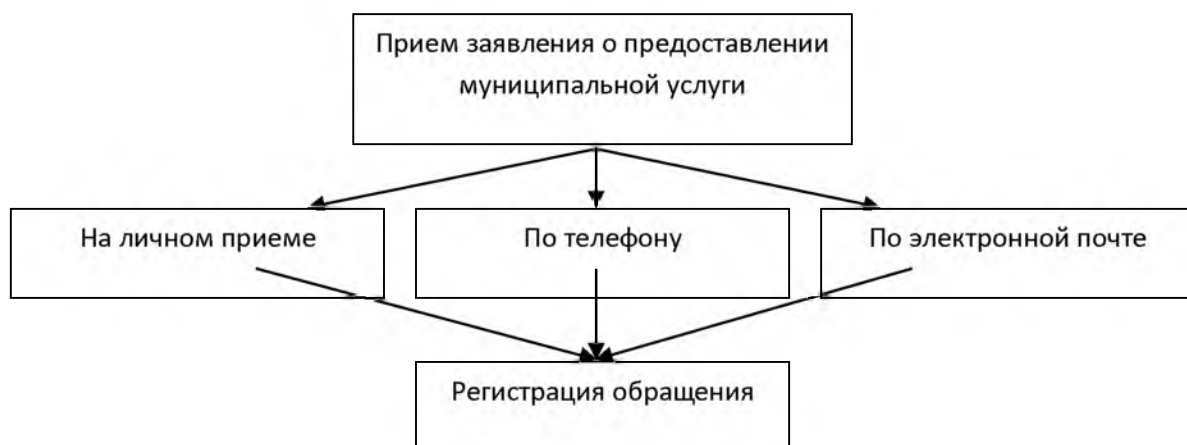 Прием заявления о предоставлении
муниципальной услуги
На личном приеме
По телефону
По электронной почте
Регистрация обращения